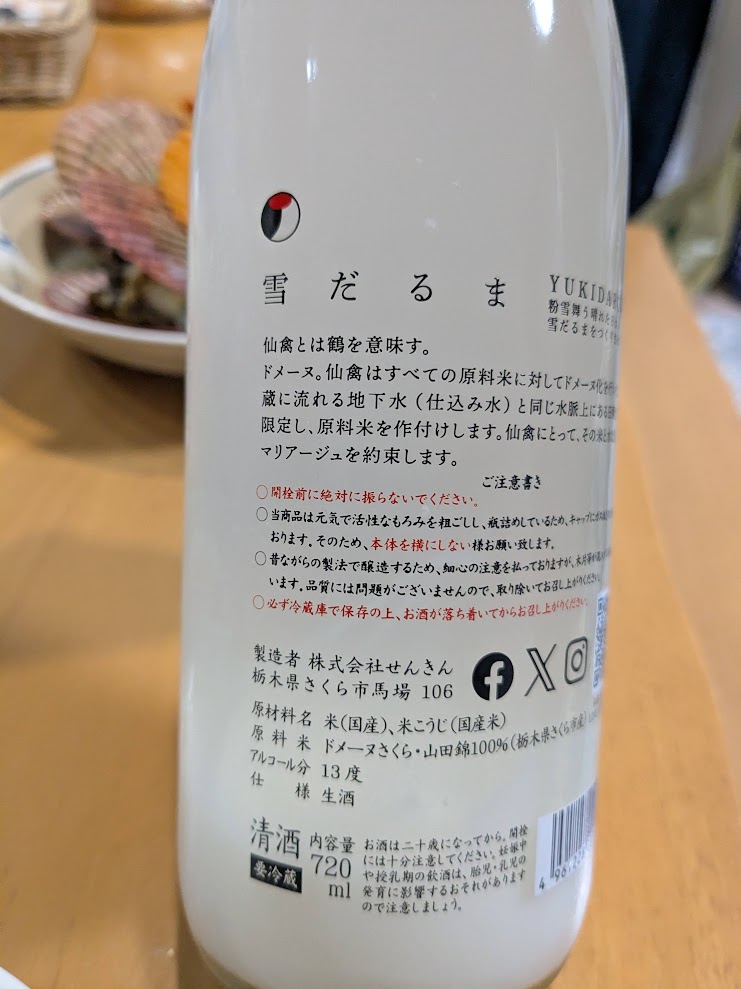 雪だるま
YUKIDA
粉雪舞う晴れた
雪だるまをつく
仙禽とは鶴を意味す。
ドメーヌ。仙禽はすべての原料米に対してドメーヌ化を
蔵に流れる地下水（仕込み水）と同じ水脈上にある
限定し、原料米を作付けします。仙禽にとって、その米と
マリアージュを約束します。
ご注意書き
○開栓前に絶対に振らないでください。
○当商品は元気で活性なもろみを粗ごしし、瓶詰めしているため、キャップに
おります。そのため、本体を横にしない様お願い致します。
○昔ながらの製法で醸造するため、細心の注意を払っておりますが、木片等が
います。品質には問題がございませんので、取り除いてお召し上がりください。
○必ず冷蔵庫で保存の上、お酒が落ち着いてからお召し上がりください。
製造者 株式会社せんきん
栃木県さくら市馬場 106
原材料名 米（国産）、米こうじ（国産米）
原料米 ドメーヌさくら・山田錦100%（栃木県さくら市産）
アルコール分 13度
仕様 生酒
清酒
要冷蔵
内容量
720
ml
お酒は二十歳になってから。開栓
には十分注意してください。妊娠中
や授乳期の飲酒は、胎児・乳児の
発育に影響するおそれがあります
ので注意しましょう。
4